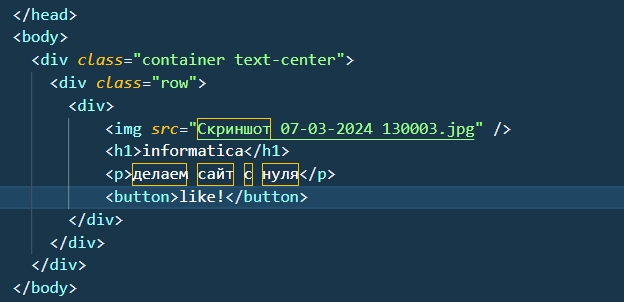 </head>
<body>
<div class="container text-center">
<div class="row">
<div>
<img src="Скриншот 07-03-2024 130003.jpg" />
<h1>informatica</h1>
<p>делаем сайт с нуля</p>
<button>like!</button>
</div>
</div>
</div>
</body>